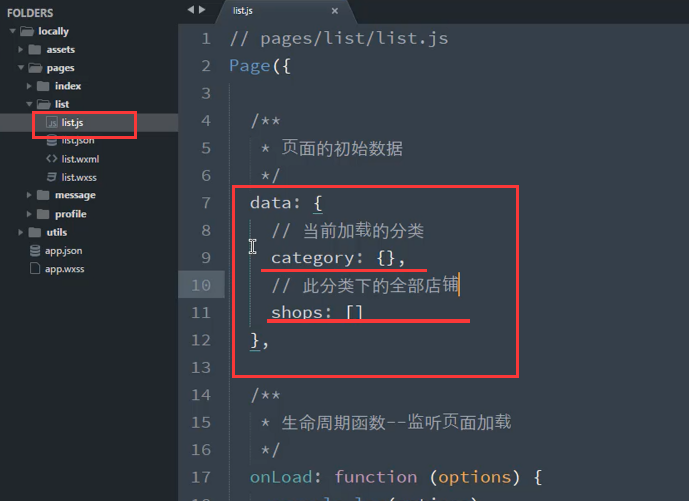 FOLDERS
locally
assets
pages
index
list
list.js
list.json
list.wxml
list.wxss
message
profile
utils
app.json
app.wxss
list.js
1 // pages/list/list.js
2 Page({
3
4 /**
5 * 页面的初始数据
6 */
7 data: {
8 // 当前加载的分类
9 category: {},
10 // 此分类下的全部店铺
11 shops: []
12 },
13
14 /**
15 * 生命周期函数--监听页面加载
16 */
17 onLoad: function (options) {